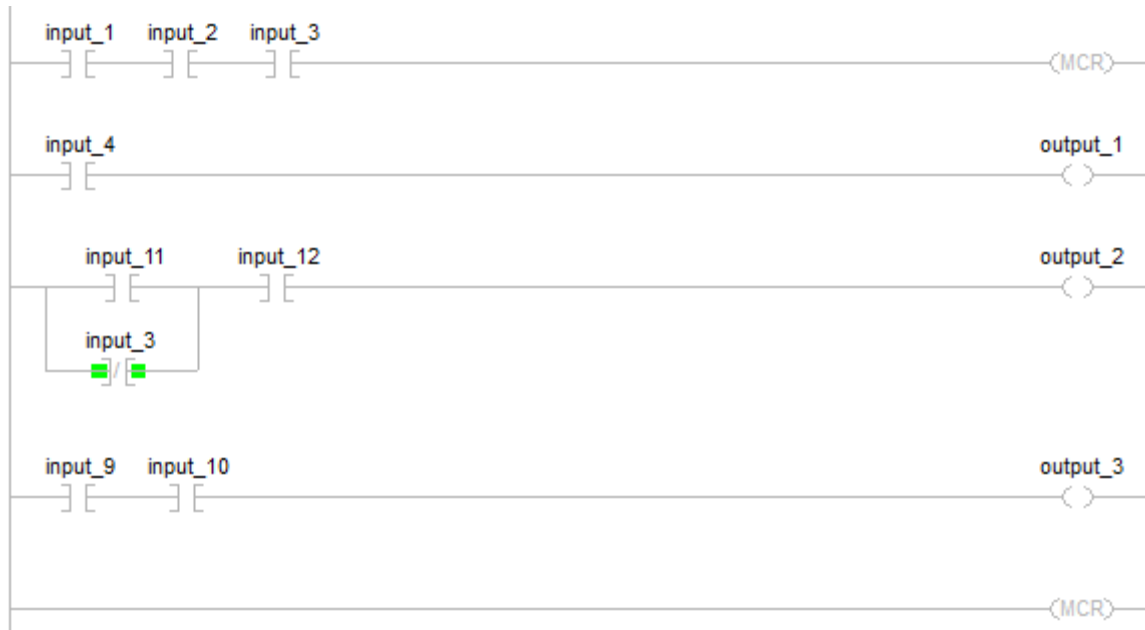 input_1 input_2 input_3
(MCR)
input_4 output_1
input_11 input_12 output_2
input_3
input_9 input_10 output_3
(MCR)